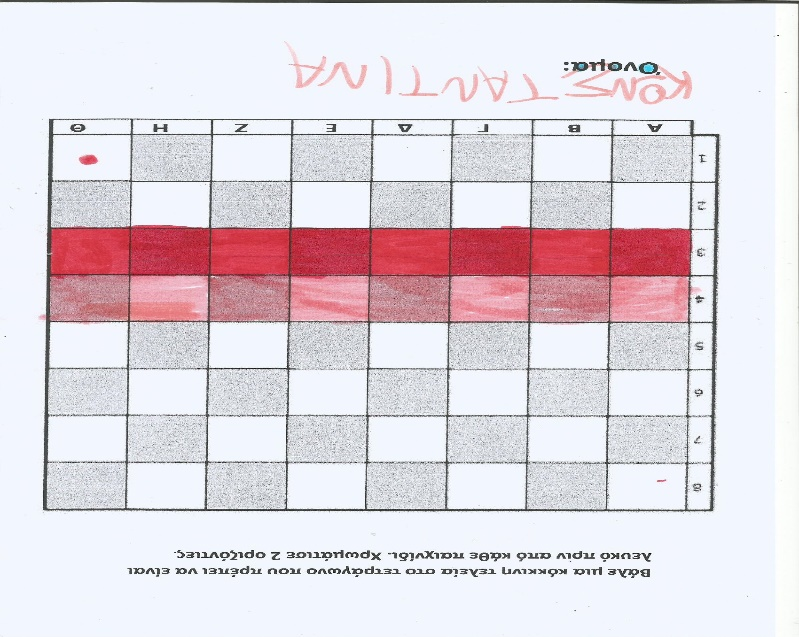 Βάλε μια κόκκινη τελεία στο τετράγωνο που πρέπει να είναι
λευκό πριν από κάθε παιχνίδι. Χρωμάτισε 2 οριζόντιες.
8
7
6
5
4
3
2
1
Α Β Γ Δ Ε Ζ Η Θ
Όνομα: ΚΟΝΣΤΑΝΤΙΝΑ